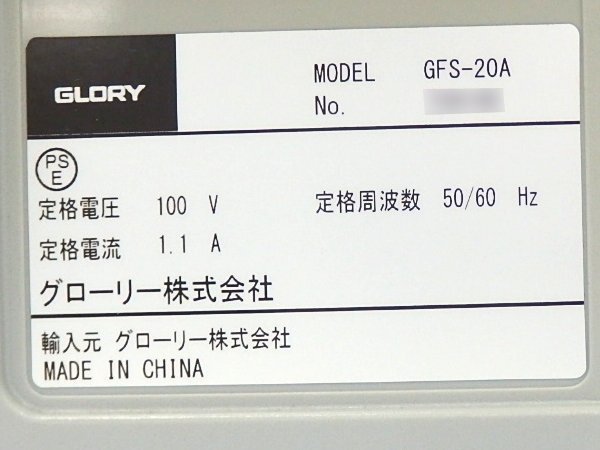 GLORY
MODEL GFS-20A
No.
PS
E
定格電圧 100 V 定格周波数 50/60 Hz
定格電流 1.1 A
グローリー株式会社
輸入元 グローリー株式会社
MADE IN CHINA